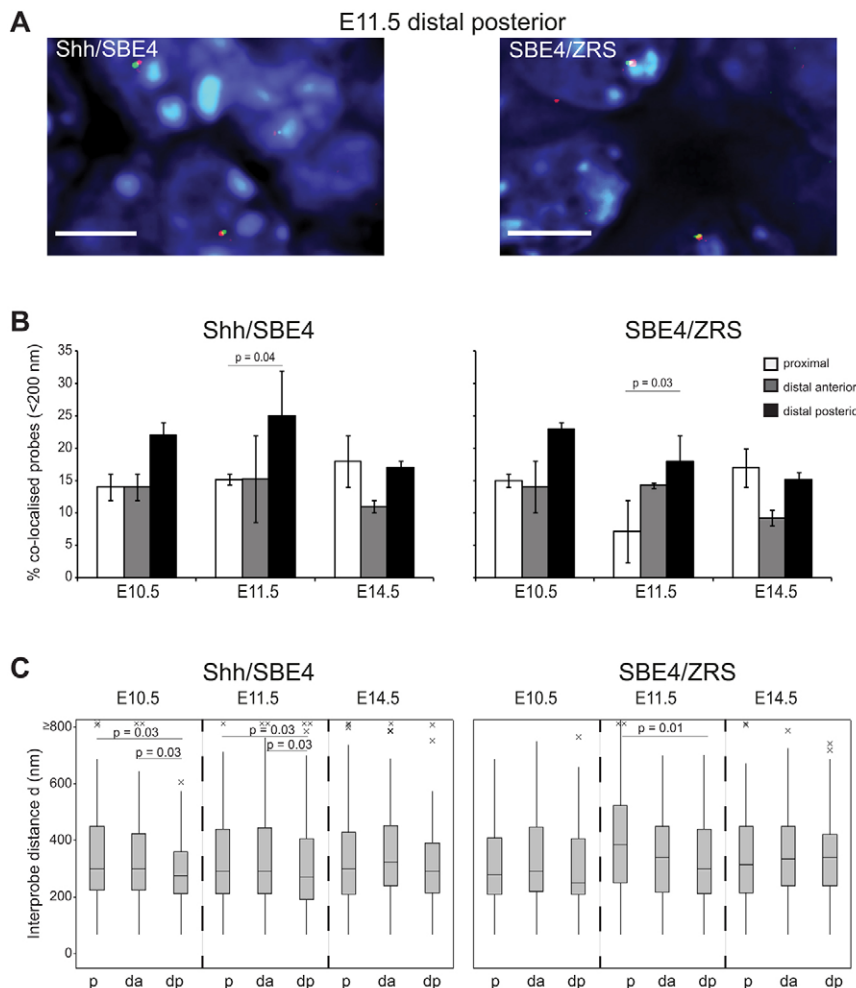 A
E11.5 distal posterior
Shh/SBE4
SBE4/ZRS
B
Shh/SBE4
SBE4/ZRS
% co-localised probes (<200 nm)
35
30
25
20
15
10
5
0
p = 0.04
p = 0.03
proximal
distal anterior
distal posterio
E10.5 E11.5 E14.5
E10.5 E11.5 E14.5
C
Shh/SBE4
SBE4/ZRS
E10.5 E11.5 E14.5
E10.5 E11.5 E14.5
Interprobe distance d (nm)
≥800
600
400
200
0
p = 0.03
p = 0.03
p = 0.03
p = 0.03
p = 0.01
p da dp p da dp p da dp
p da dp p da dp p da dp